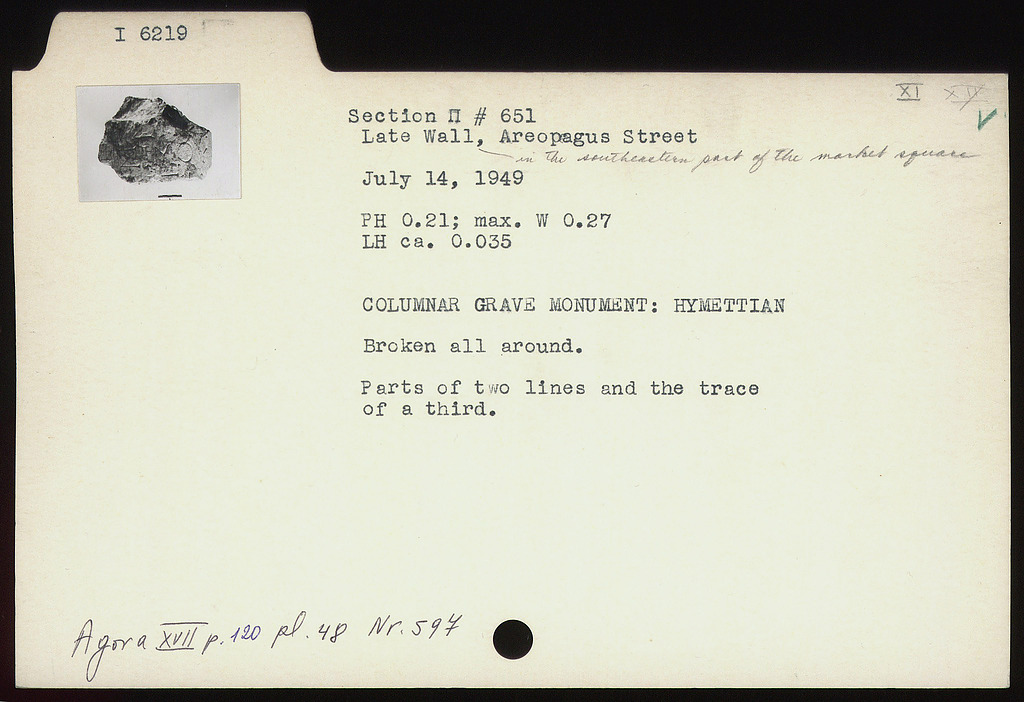 I 6219
XI XIV
Section Π # 651
Late Wall, Areopagus Street
in the southeastern part of the market square
July 14, 1949
PH 0.21; max. W 0.27
LH ca. 0.035
COLUMNAR GRAVE MONUMENT: HYMETTIAN
Broken all around.
Parts of two lines and the trace
of a third.
Agora XVII p. 120 pl. 48 Nr. 597